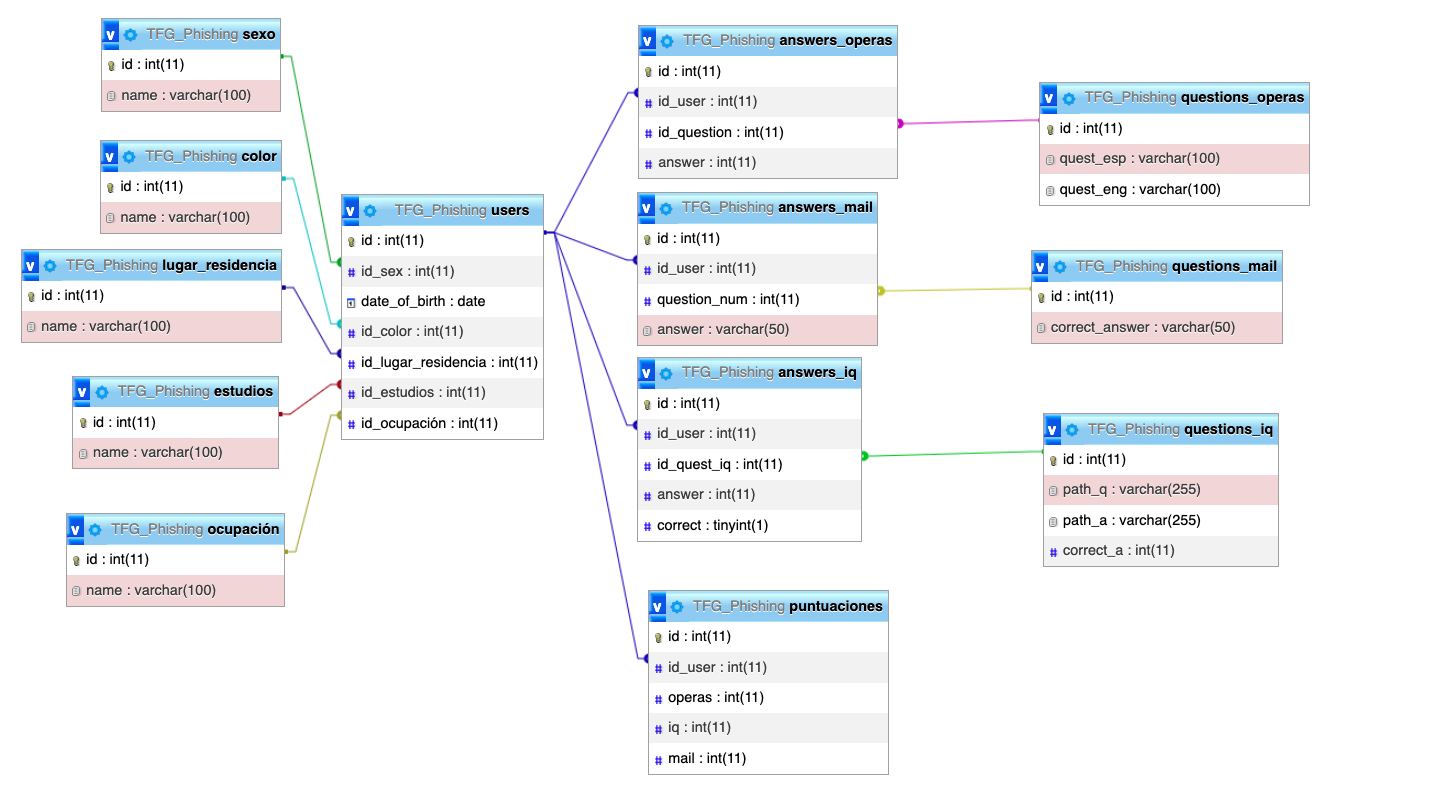 v TFG_Phishing sexo
id : int(11)
name : varchar(100)
v TFG_Phishing color
id : int(11)
# name : varchar(100)
v TFG_Phishing lugar_residencia
id : int(11)
name : varchar(100)
v TFG_Phishing estudios
id : int(11)
name : varchar(100)
v TFG_Phishing ocupación
id : int(11)
name : varchar(100)
v TFG_Phishing users
id : int(11)
# id_sex : int(11)
date_of_birth : date
# id_color : int(11)
# id_lugar_residencia : int(11)
# id_estudios : int(11)
# id_ocupación : int(11)
v TFG_Phishing answers_operas
id : int(11)
# id_user : int(11)
# id_question : int(11)
# answer : int(11)
v TFG_Phishing answers_mail
id : int(11)
# id_user : int(11)
# question_num : int(11)
answer : varchar(50)
v TFG_Phishing answers_iq
id : int(11)
# id_user : int(11)
# id_quest_iq : int(11)
# answer : int(11)
# correct : tinyint(1)
v TFG_Phishing puntuaciones
id : int(11)
# id_user : int(11)
# operas : int(11)
# iq : int(11)
# mail : int(11)
v TFG_Phishing questions_operas
id : int(11)
quest_esp : varchar(100)
quest_eng : varchar(100)
v TFG_Phishing questions_mail
id : int(11)
correct_answer : varchar(50)
v TFG_Phishing questions_iq
id : int(11)
path_q : varchar(255)
path_a : varchar(255)
# correct_a : int(11)